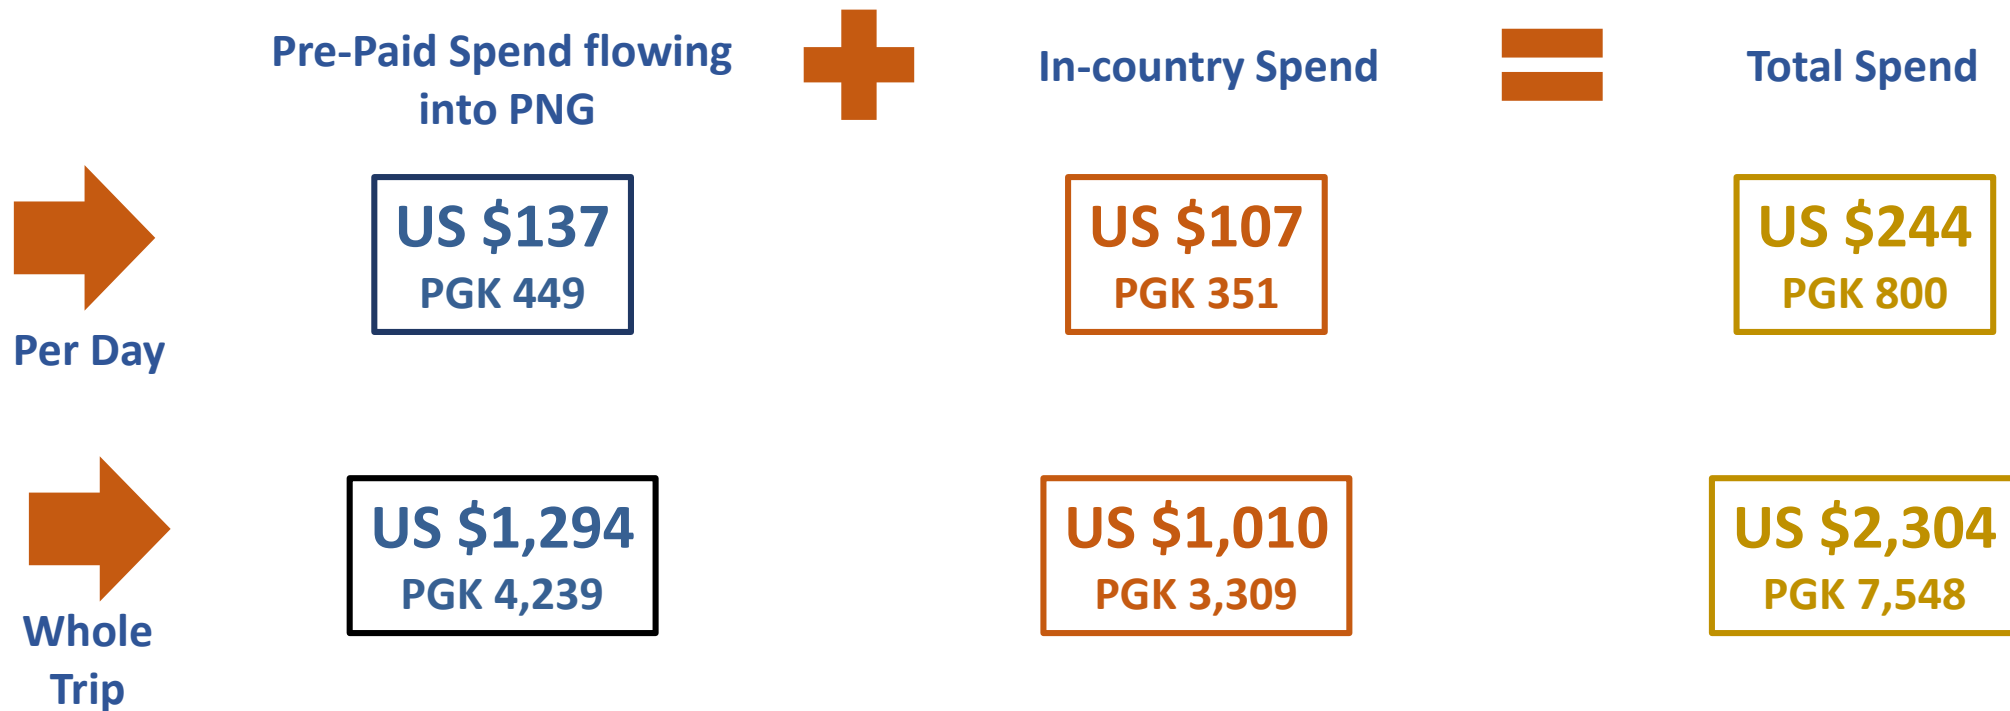 Pre-Paid Spend flowing
into PNG
In-country Spend
Total Spend
Per Day
US $137
PGK 449
US $107
PGK 351
US $244
PGK 800
Whole
Trip
US $1,294
PGK 4,239
US $1,010
PGK 3,309
US $2,304
PGK 7,548